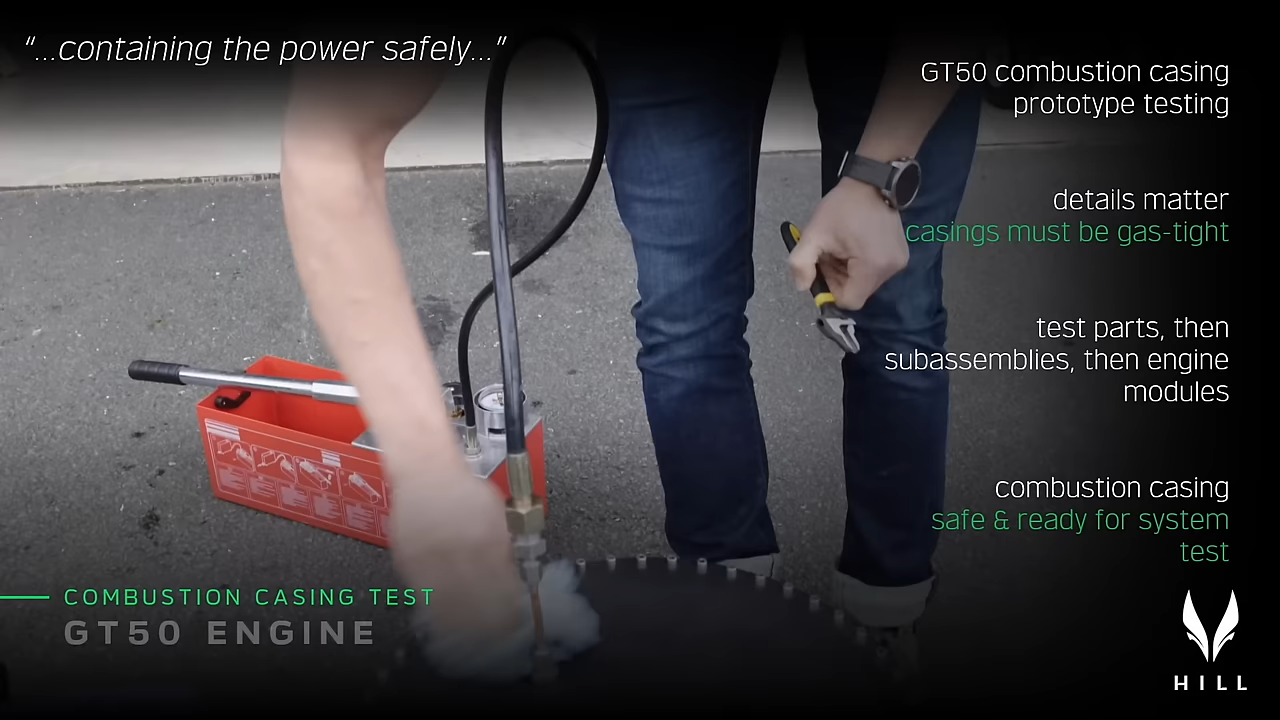 “...containing the power safely...”
GT50 combustion casing
prototype testing
details matter
casings must be gas-tight
test parts, then
subassemblies, then engine
modules
combustion casing
safe & ready for system
test
COMBUSTION CASING TEST
GT50 ENGINE
HILL